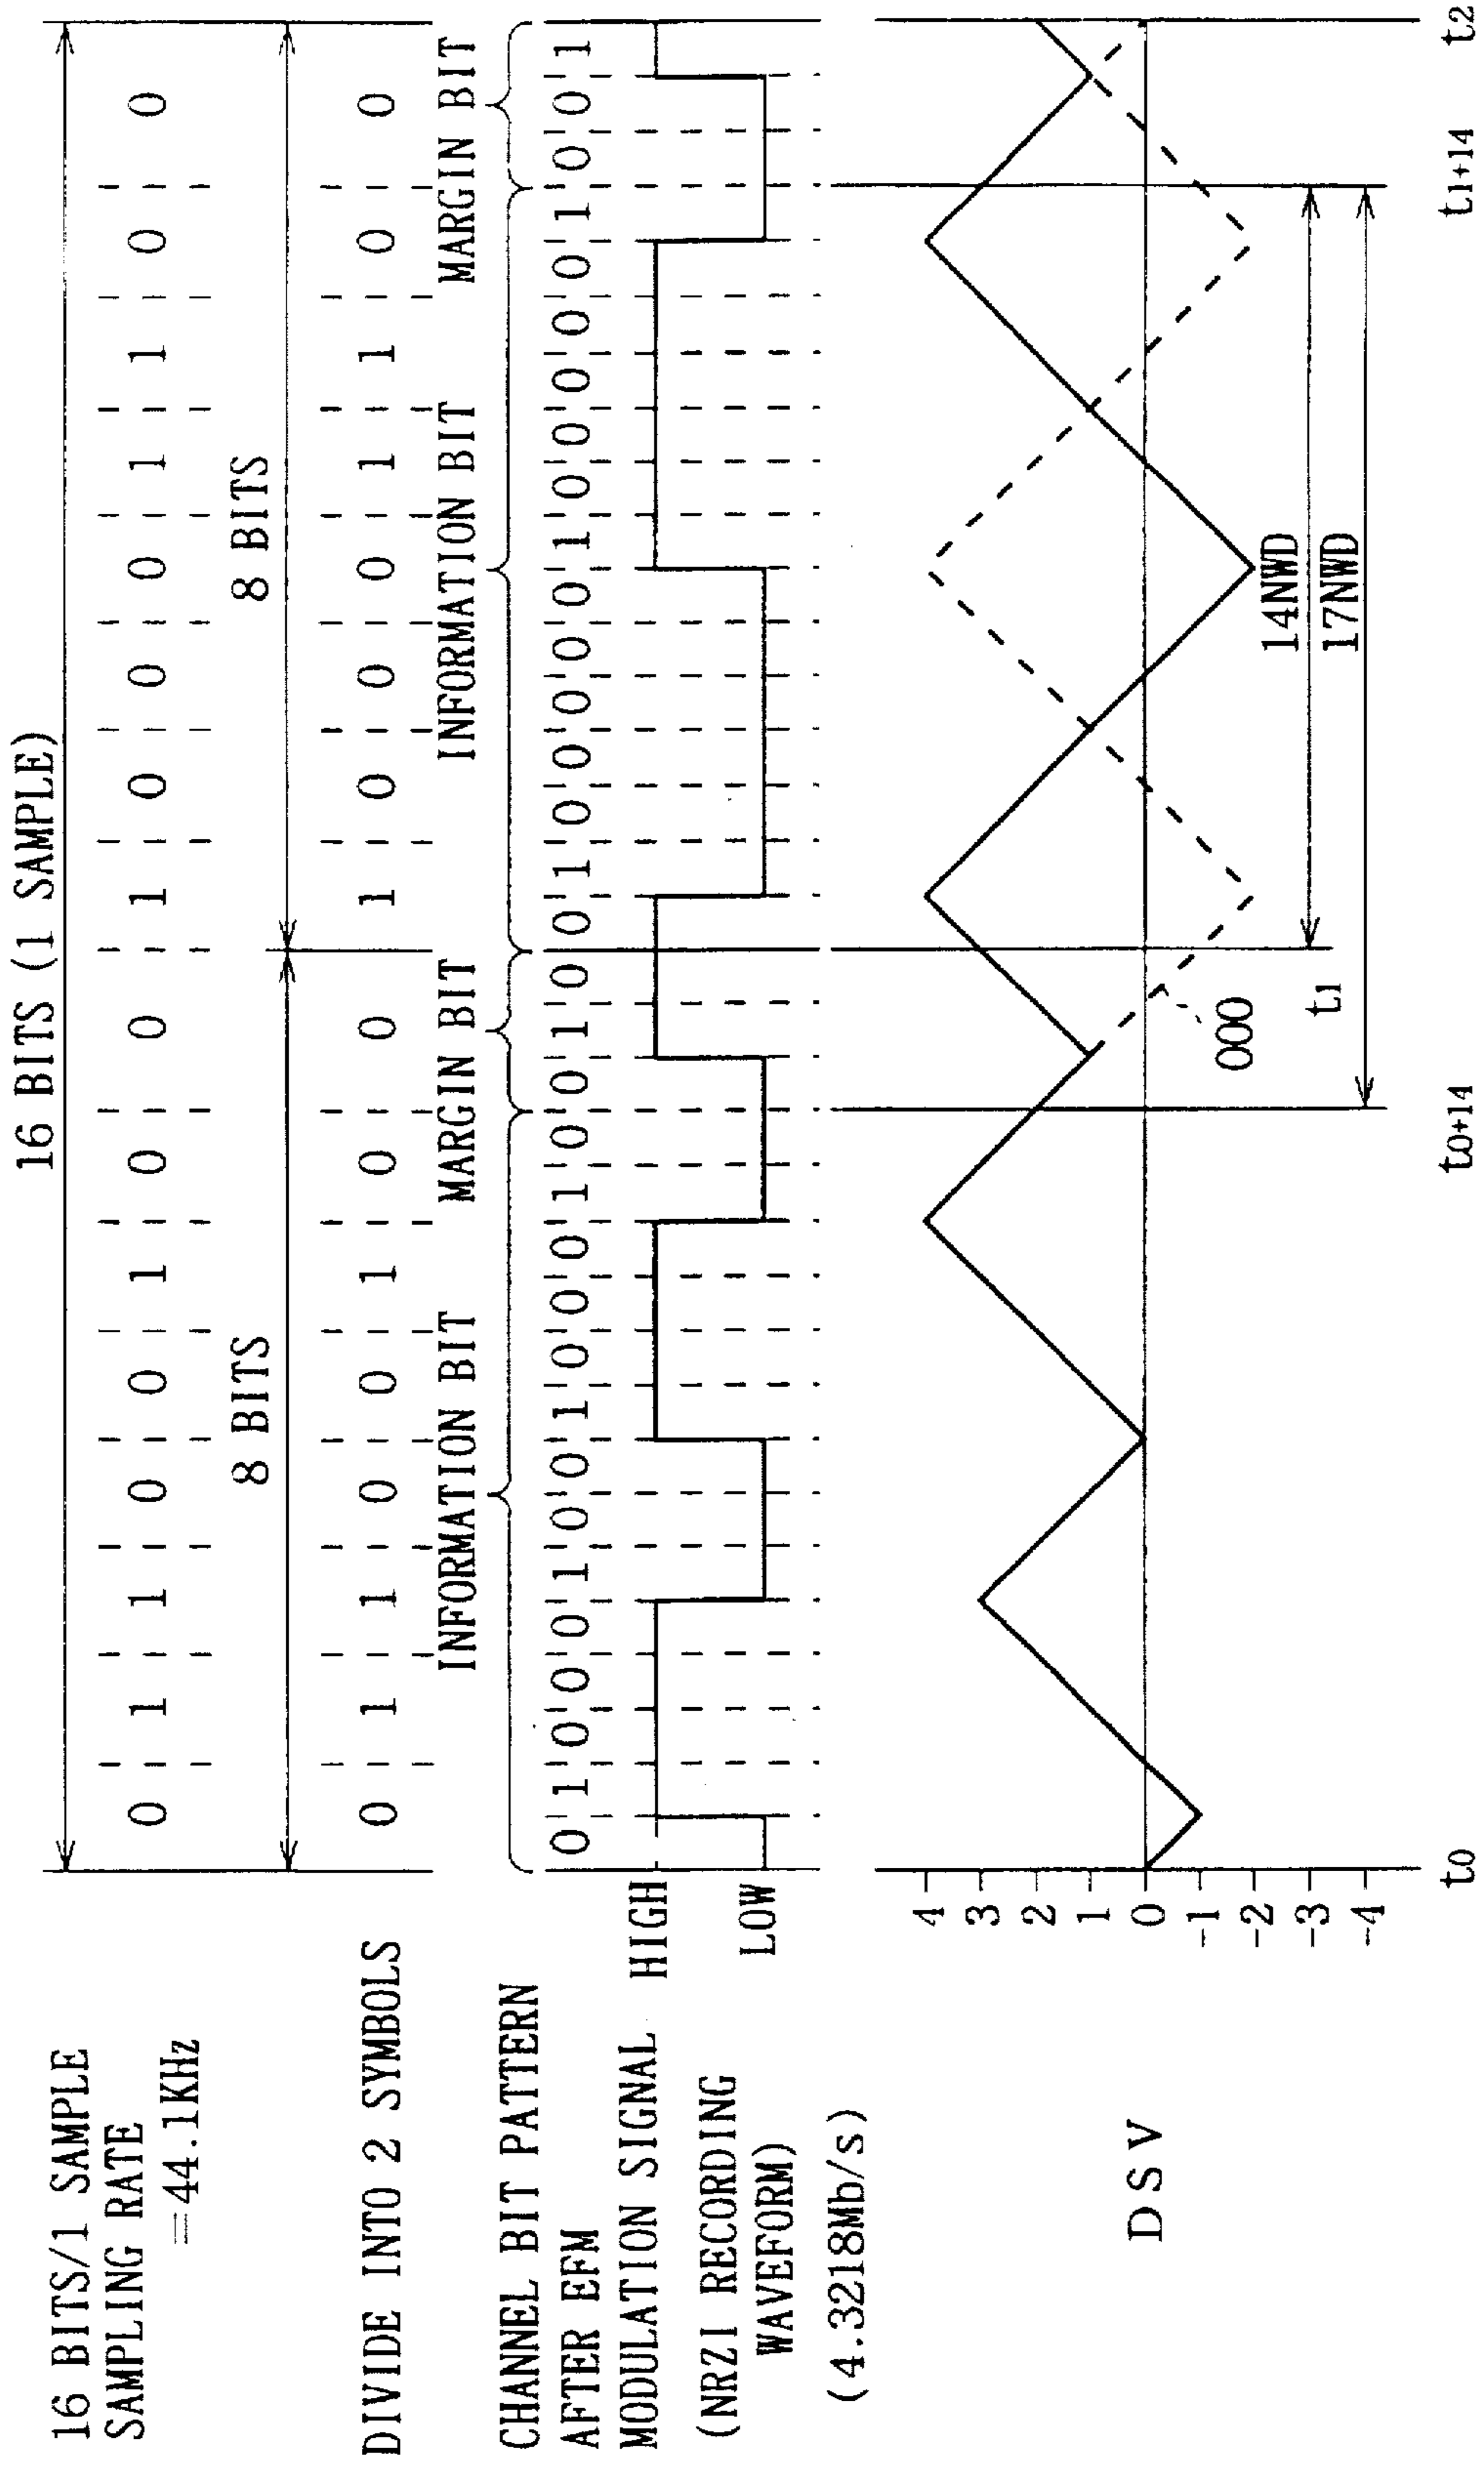 16 BITS/1 SAMPLE
SAMPLING RATE
=44.1KHz
16 BITS (1 SAMPLE)
0 1 1 0 0 1 0 0 1 0 0 0 1 1 0 0
8 BITS 8 BITS
DIVIDE INTO 2 SYMBOLS
0 1 1 0 0 1 0 0 1 0 0 0 1 1 0 0
INFORMATION BIT MARGIN BIT INFORMATION BIT MARGIN BIT
CHANNEL BIT PATTERN
AFTER EFM
MODULATION SIGNAL
(NRZI RECORDING
WAVEFORM)
(4.3218Mb/s)
0 1 0 0 0 1 0 0 1 0 0 0 1 0 0 1 0 0 1 0 0 0 0 0 1 0 0 0 0 0 1 0 0 1
HIGH
LOW
DSV
4
3
2
1
0
-1
-2
-3
-4
000
14NWD
17NWD
t1
t0 t0+14 t1+14 t2